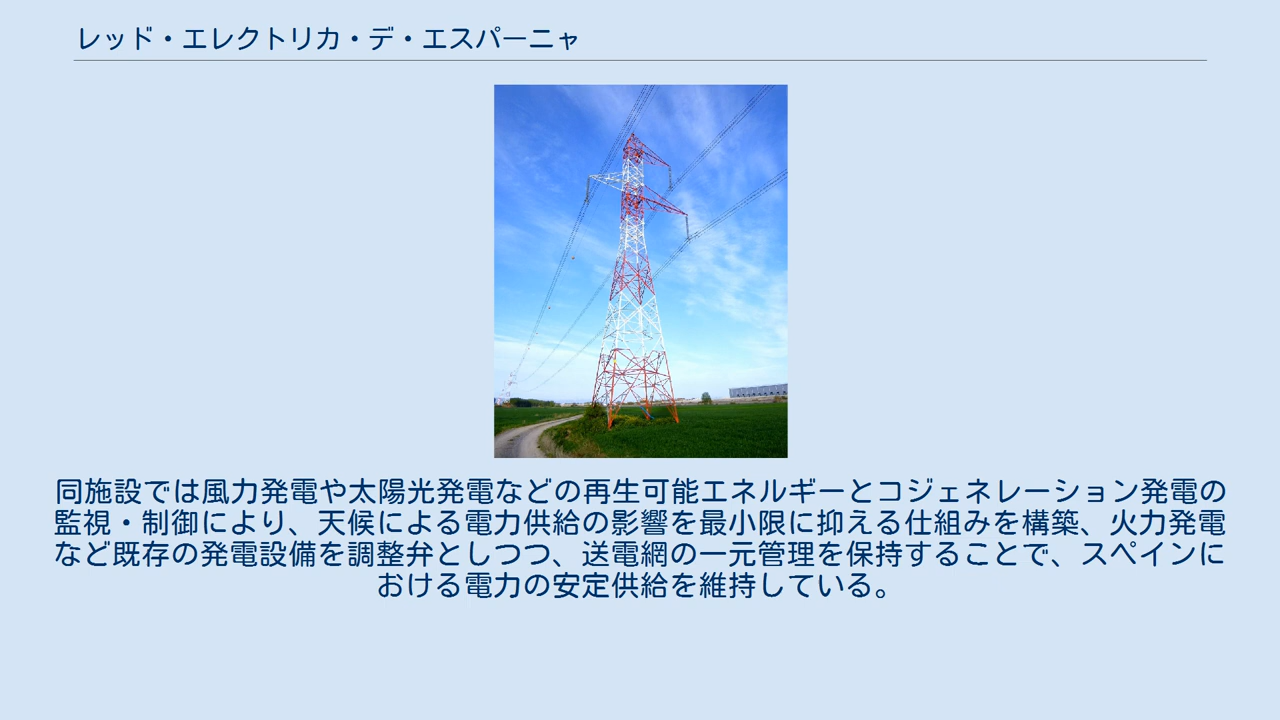 レッド・エレクトリカ・デ・エスパーニャ
同施設では風力発電や太陽光発電などの再生可能エネルギーとコジェネレーション発電の
監視・制御により、天候による電力供給の影響を最小限に抑える仕組みを構築、火力発電
など既存の発電設備を調整弁としつつ、送電網の一元管理を保持することで、スペインに
おける電力の安定供給を維持している。